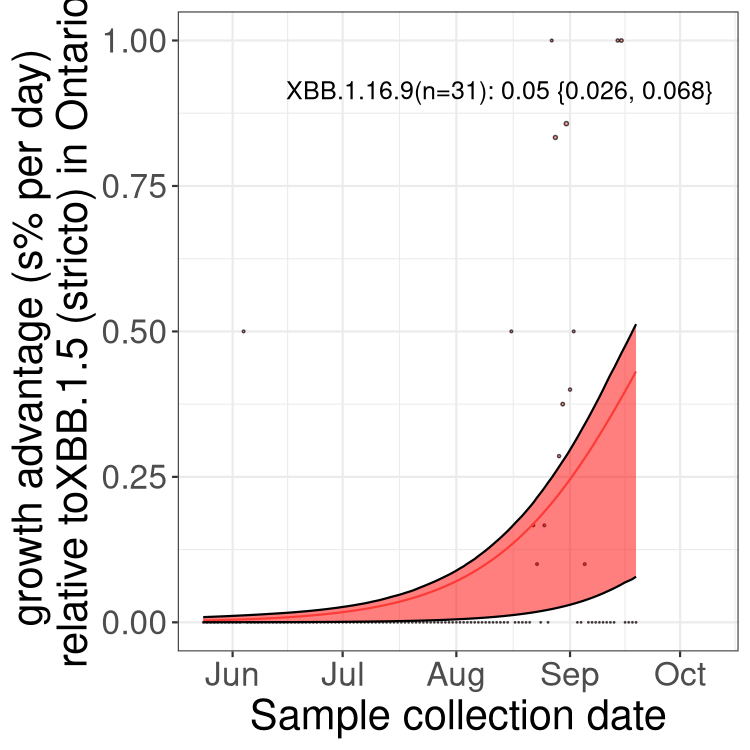 growth advantage (s% per day)
relative toXBB.1.5 (stricto) in Ontario
1.00
0.75
0.50
0.25
0.00
XBB.1.16.9(n=31): 0.05 {0.026, 0.068}
Jun Jul Aug Sep Oct
Sample collection date